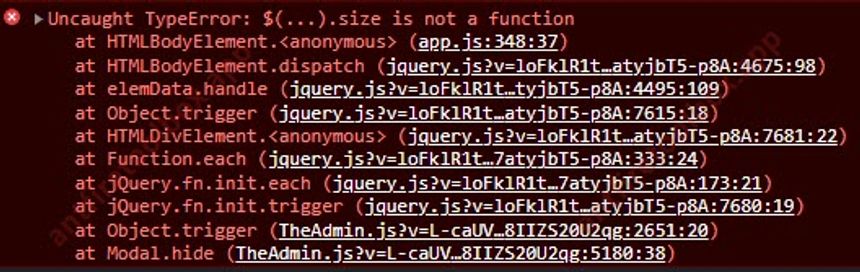 Uncaught TypeError: $(...).size is not a function
at HTMLBodyElement.<anonymous> (app.js:348:37)
at HTMLBodyElement.dispatch (jquery.js?v=loFklR1t…atyjbT5-p8A:4675:98)
at elemData.handle (jquery.js?v=loFklR1t…atyjbT5-p8A:4495:109)
at Object.trigger (jquery.js?v=loFklR1t…atyjbT5-p8A:7615:18)
at HTMLDivElement.<anonymous> (jquery.js?v=loFklR1t…atyjbT5-p8A:7681:22)
at Function.each (jquery.js?v=loFklR1t…7atyjbT5-p8A:333:24)
at jQuery.fn.init.each (jquery.js?v=loFklR1t…7atyjbT5-p8A:173:21)
at jQuery.fn.init.trigger (jquery.js?v=loFklR1t…atyjbT5-p8A:7680:19)
at Object.trigger (TheAdmin.js?v=L-caUV…8IIZS20U2qg:2651:20)
at Modal.hide (TheAdmin.js?v=L-caUV…8IIZS20U2qg:5180:38)